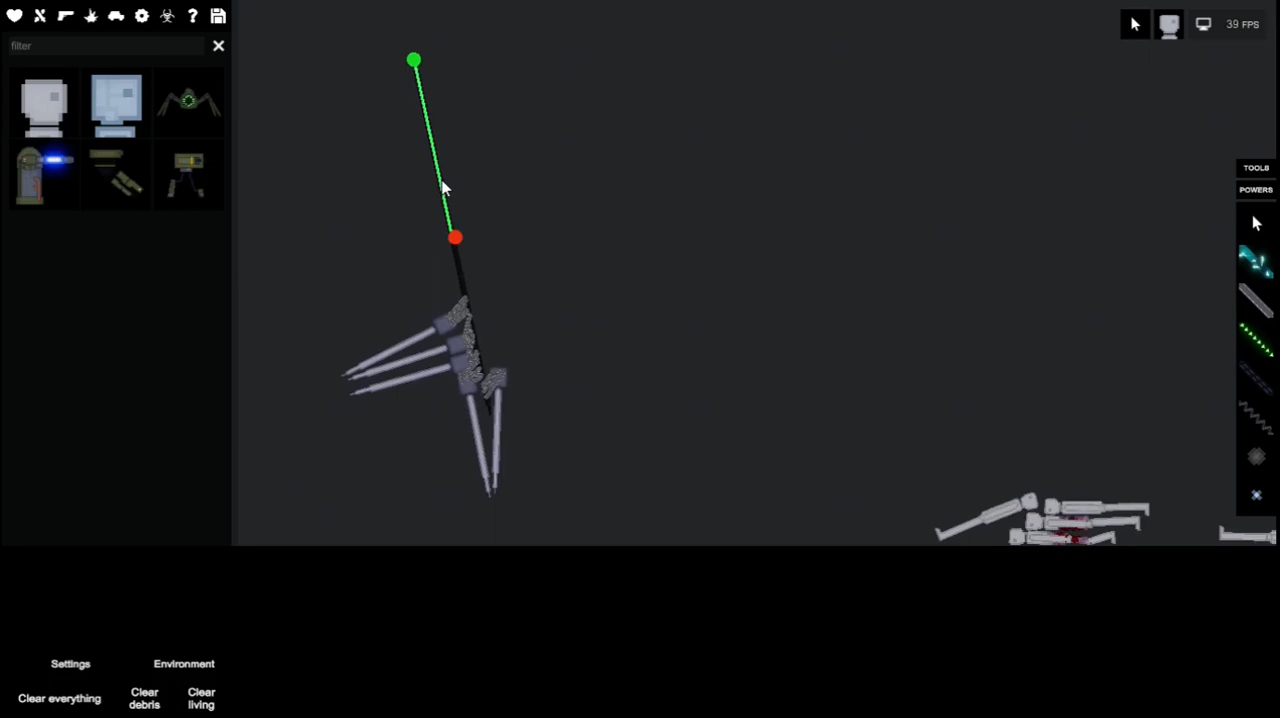 filter
39 FPS
TOOLS
POWERS
Settings
Environment
Clear everything
Clear
debris
Clear
living